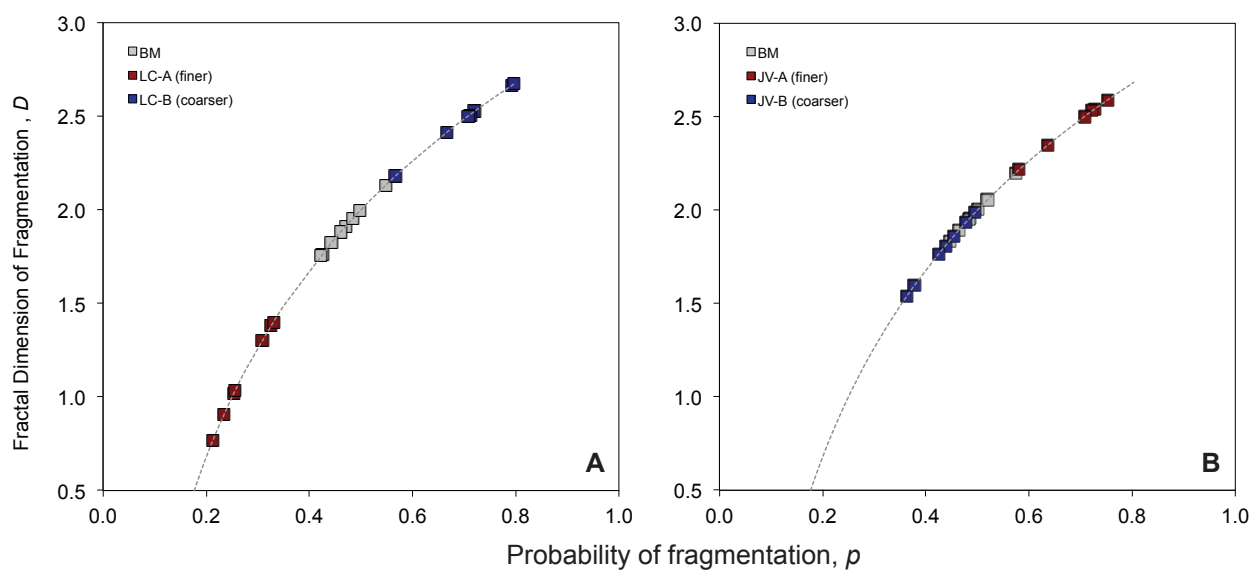 3.0
2.5
2.0
1.5
1.0
0.5
0.0 0.2 0.4 0.6 0.8 1.0
Fractal Dimension of Fragmentation , D
BM
LC-A (finer)
LC-B (coarser)
A
3.0
2.5
2.0
1.5
1.0
0.5
0.0 0.2 0.4 0.6 0.8 1.0
BM
JV-A (finer)
JV-B (coarser)
B
Probability of fragmentation, p